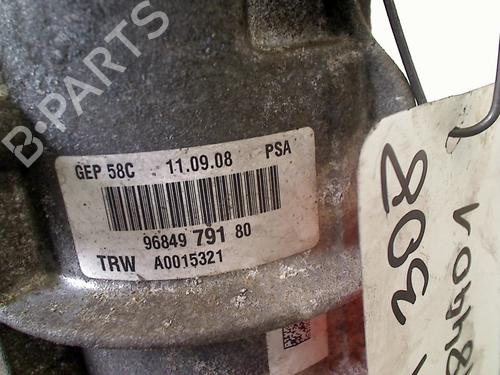 B-PARTS
GEP 58C 11.09.08 PSA
96849 791 80
TRW A0015321
308